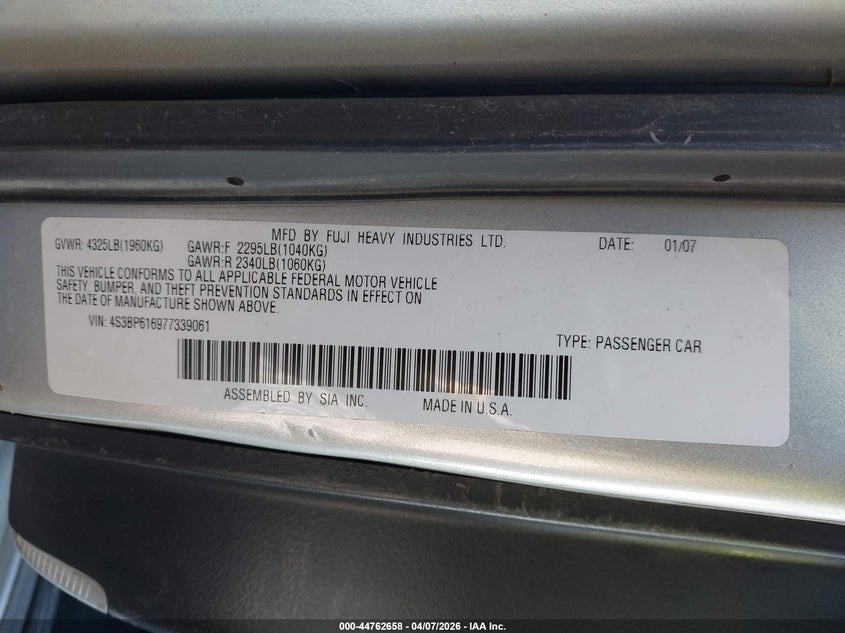 MFD BY FUJI HEAVY INDUSTRIES LTD. DATE: 01/07
GVWR: 4325LB(1960KG) GAWR:F 2295LB(1040KG)
GAWR:R 2340LB(1060KG)
THIS VEHICLE CONFORMS TO ALL APPLICABLE FEDERAL MOTOR VEHICLE
SAFETY, BUMPER, AND THEFT PREVENTION STANDARDS IN EFFECT ON
THE DATE OF MANUFACTURE SHOWN ABOVE.
VIN: 4S3BP616977339061 TYPE: PASSENGER CAR
ASSEMBLED BY SIA INC. MADE IN U.S.A.
000-44762658 - 04/07/2026 - IAA Inc.